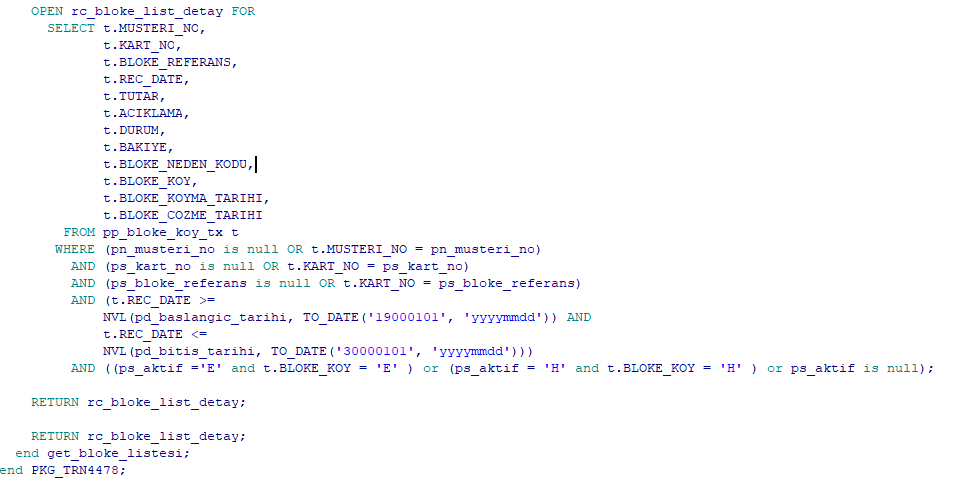 OPEN rc_bloke_list_detay FOR
SELECT t.MUSTERI_NO,
t.KART_NO,
t.BLOKE_REFERANS,
t.REC_DATE,
t.TUTAR,
t.ACIKLAMA,
t.DURUM,
t.BAKIYE,
t.BLOKE_NEDEN_KODU,
t.BLOKE_KOY,
t.BLOKE_KOYMA_TARIHI,
t.BLOKE_COZME_TARIHI
FROM pp_bloke_koy_tx t
WHERE (pn_musteri_no is null OR t.MUSTERI_NO = pn_musteri_no)
AND (ps_kart_no is null OR t.KART_NO = ps_kart_no)
AND (ps_bloke_referans is null OR t.KART_NO = ps_bloke_referans)
AND (t.REC_DATE >=
NVL(pd_baslangic_tarihi, TO_DATE('19000101', 'yyyymmdd')) AND
t.REC_DATE <=
NVL(pd_bitis_tarihi, TO_DATE('30000101', 'yyyymmdd')))
AND ((ps_aktif ='E' and t.BLOKE_KOY = 'E' ) or (ps_aktif = 'H' and t.BLOKE_KOY = 'H' ) or ps_aktif is null);
RETURN rc_bloke_list_detay;
RETURN rc_bloke_list_detay;
end get_bloke_listesi;
end PKG_TRN4478;